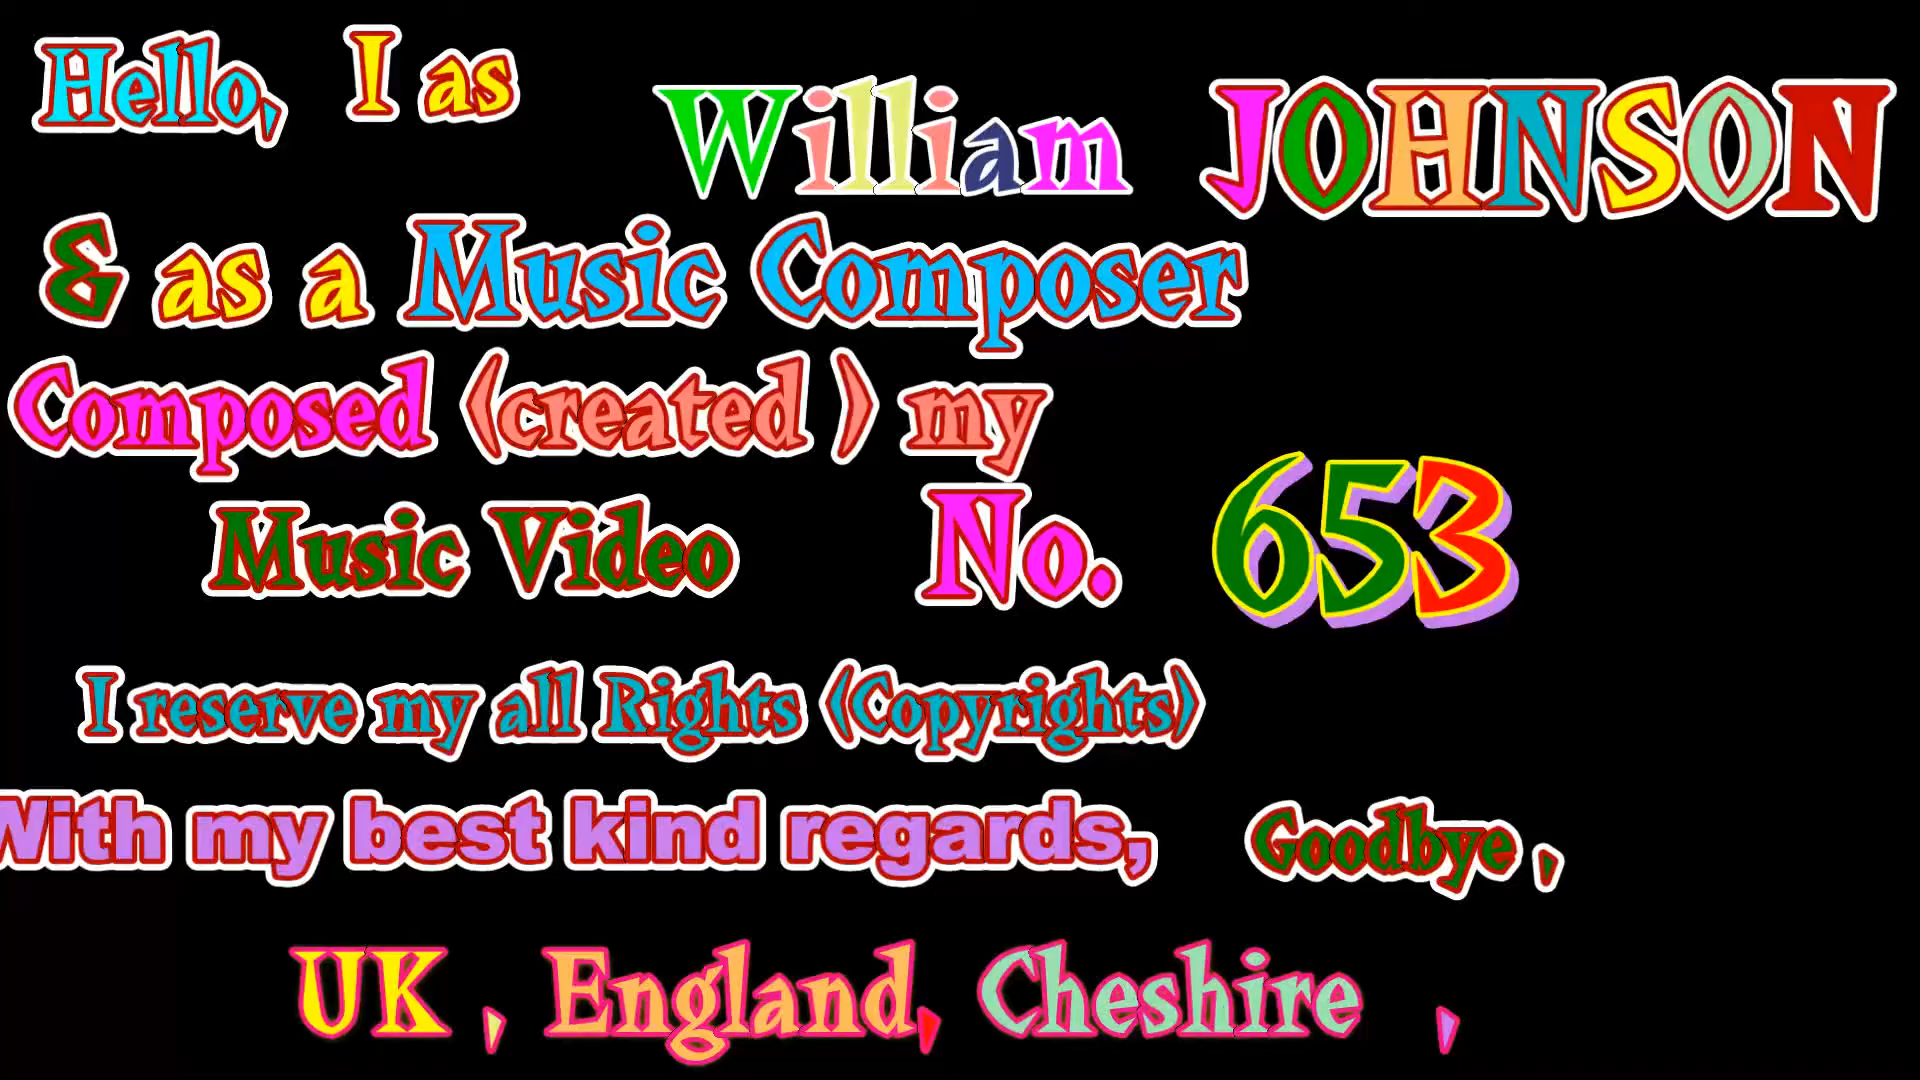 Hello, I as William JOHNSON
& as a Music Composer
Composed (created ) my
Music Video No. 653
I reserve my all Rights (Copyrights)
With my best kind regards, Goodbye ,
UK , England, Cheshire ,